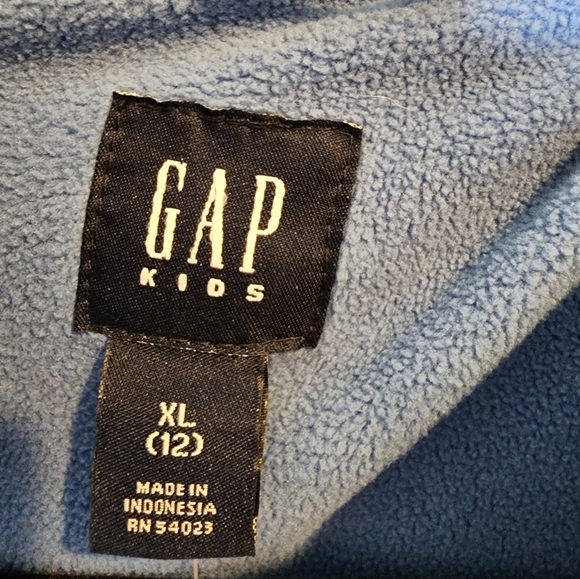 GAP
KIDS
XL
(12)
MADE IN
INDONESIA
RN 54023